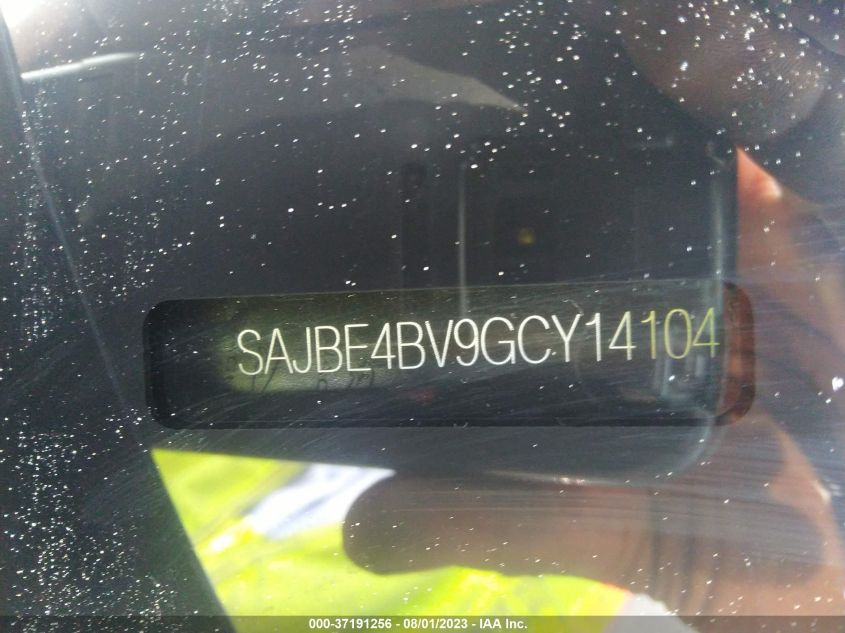 SAJBE4BV9GCY14104
000-37191256 - 08/01/2023 - IAA Inc.